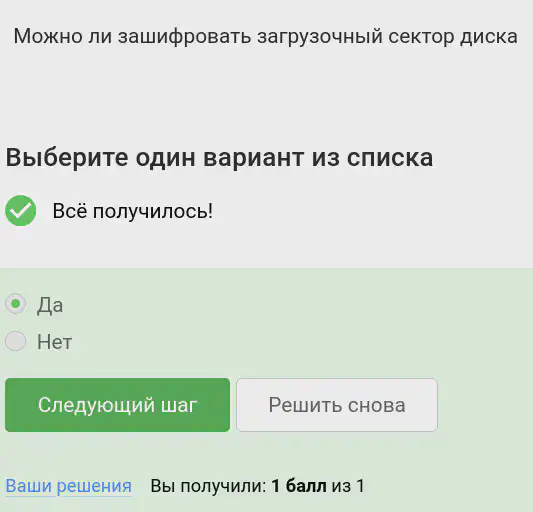 Можно ли зашифровать загрузочный сектор диска
Выберите один вариант из списка
Всё получилось!
Да
Нет
Следующий шаг
Решить снова
Ваши решения
Вы получили: 1 балл из 1